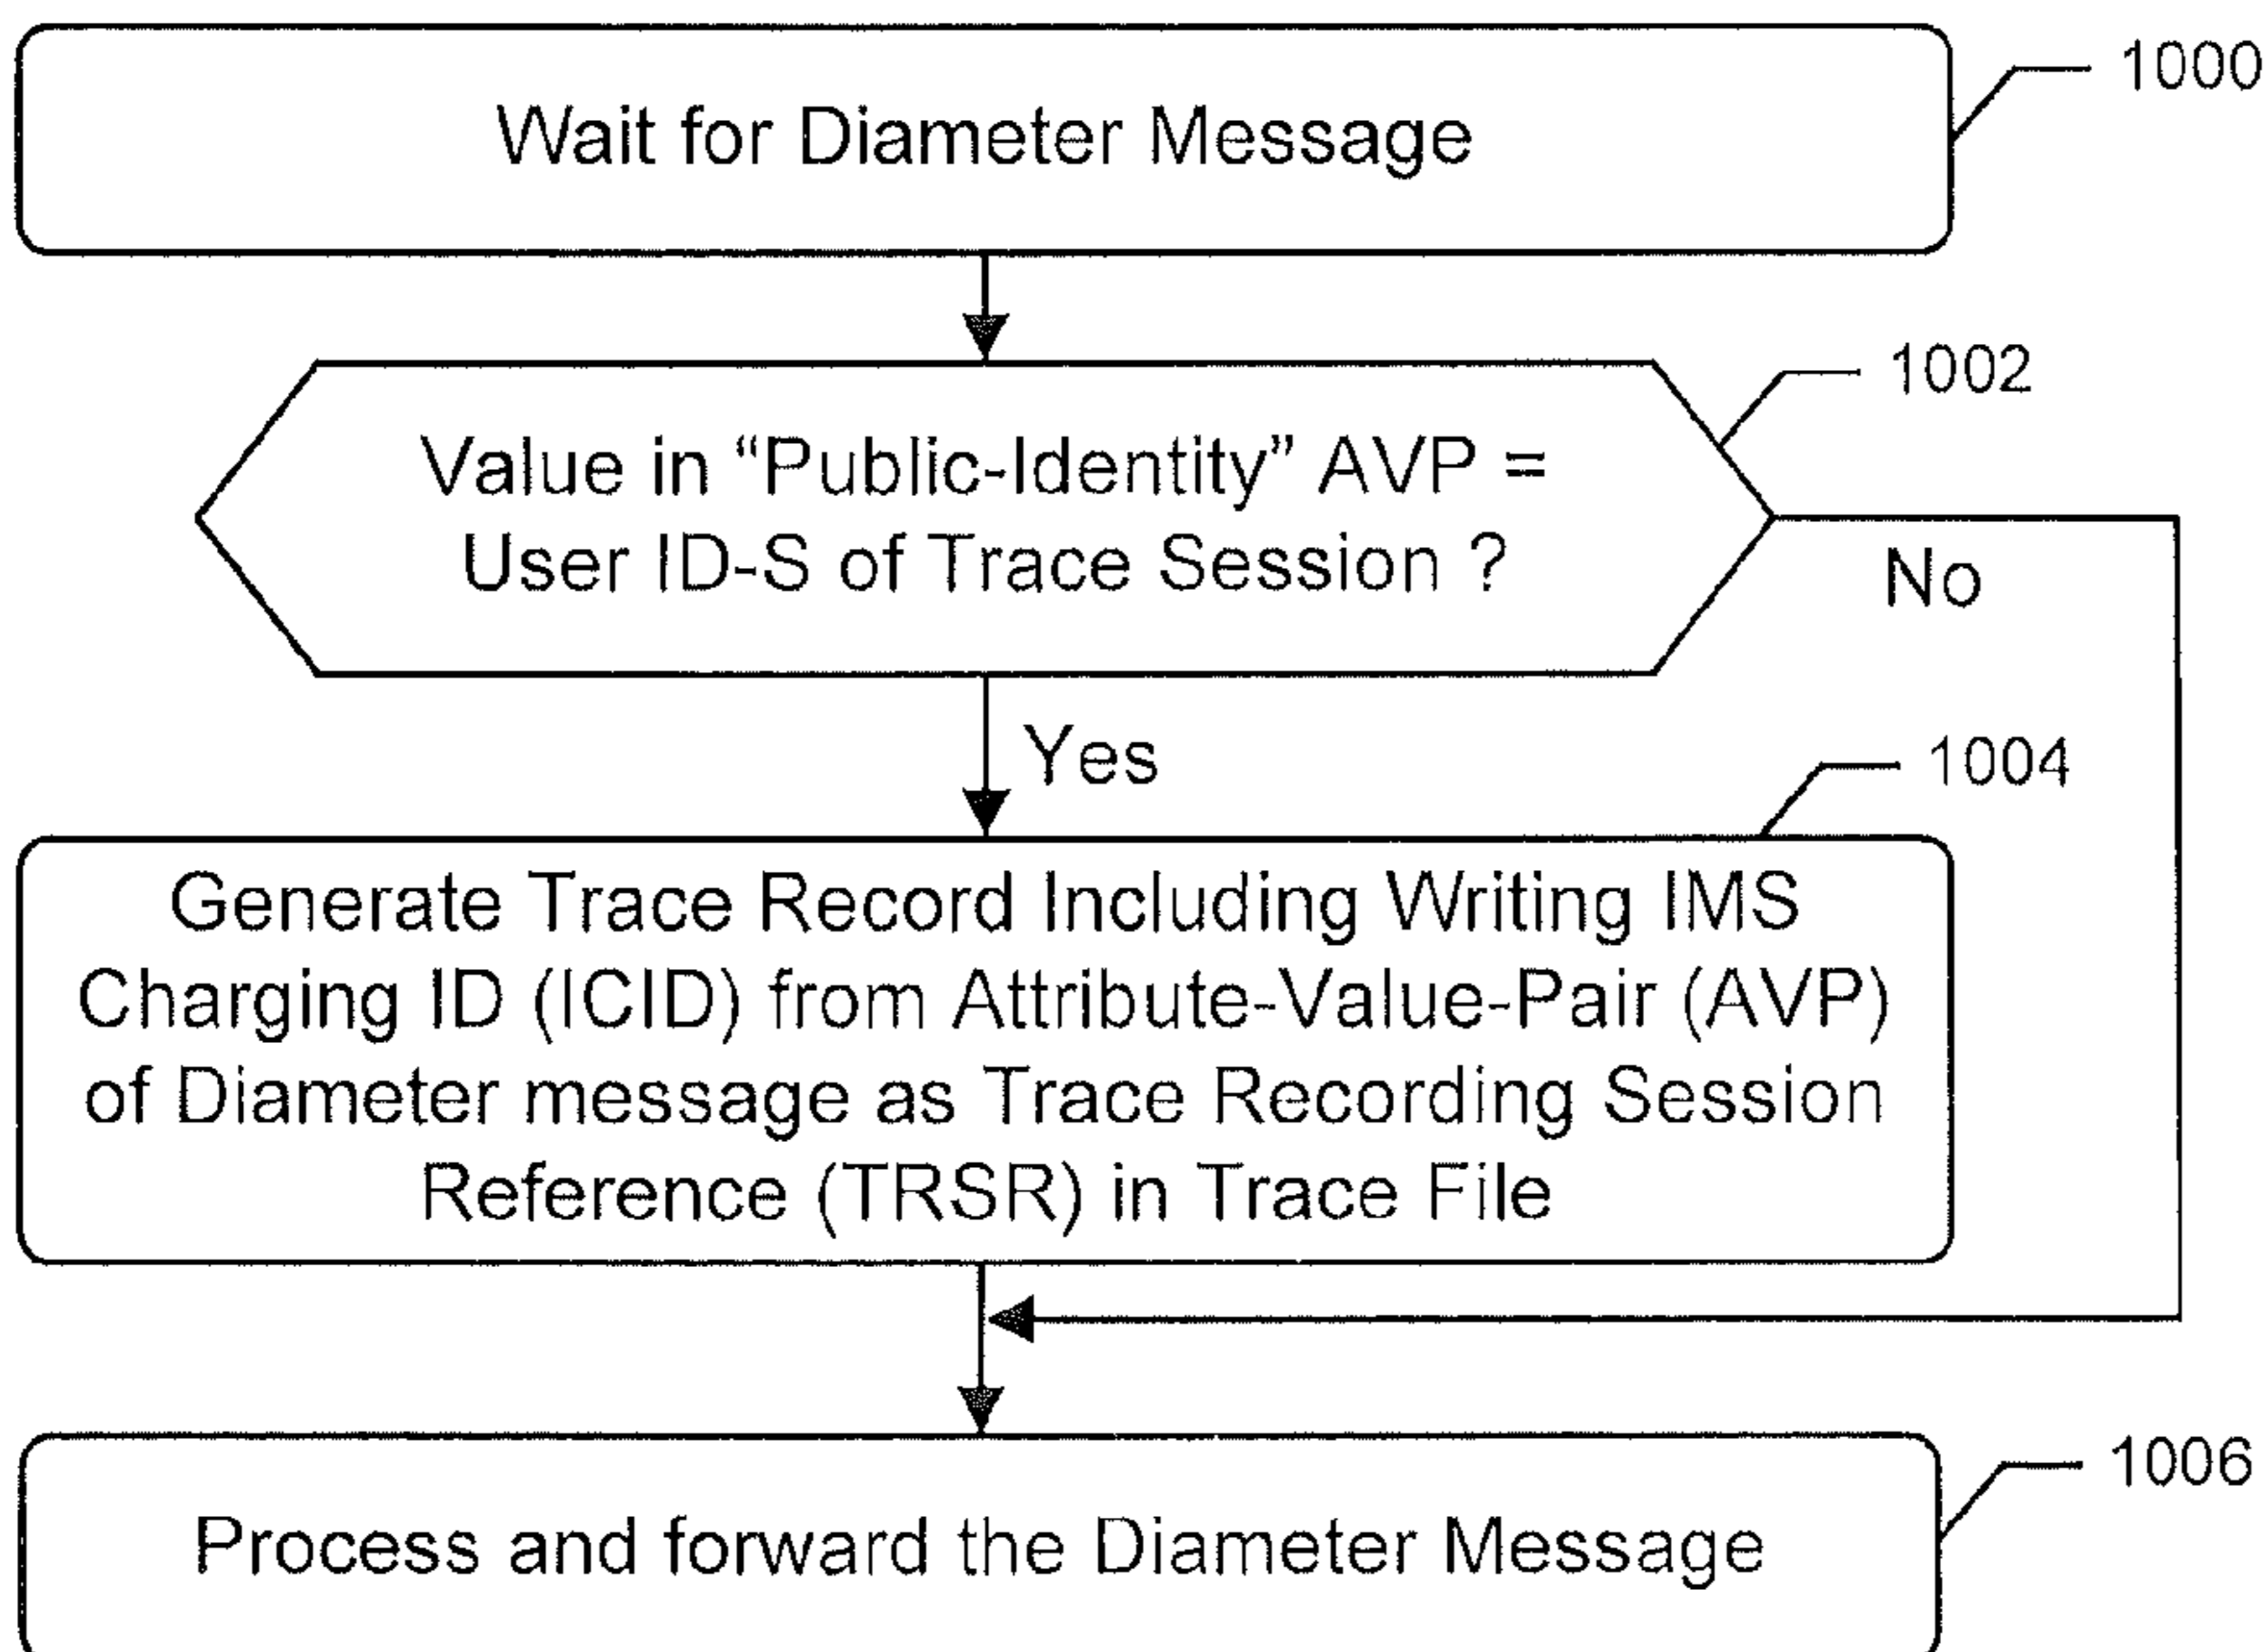 Wait for Diameter Message
1000
1002
Value in “Public-Identity” AVP =
User ID-S of Trace Session ?
No
Yes
1004
Generate Trace Record Including Writing IMS
Charging ID (ICID) from Attribute-Value-Pair (AVP)
of Diameter message as Trace Recording Session
Reference (TRSR) in Trace File
1006
Process and forward the Diameter Message